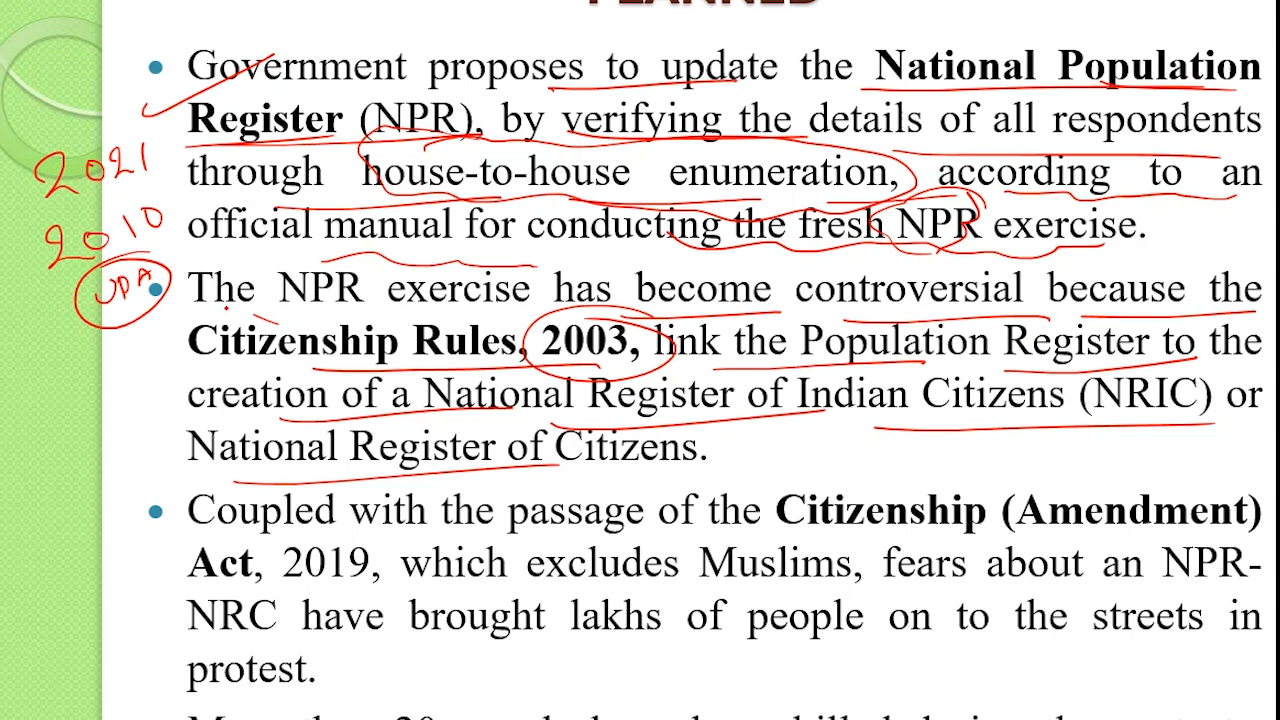 PLANNED
• Government proposes to update the National Population
Register (NPR), by verifying the details of all respondents
through house-to-house enumeration, according to an
official manual for conducting the fresh NPR exercise.
2021
2010
UPA
• The NPR exercise has become controversial because the
Citizenship Rules, 2003, link the Population Register to the
creation of a National Register of Indian Citizens (NRIC) or
National Register of Citizens.
• Coupled with the passage of the Citizenship (Amendment)
Act, 2019, which excludes Muslims, fears about an NPR-
NRC have brought lakhs of people on to the streets in
protest.